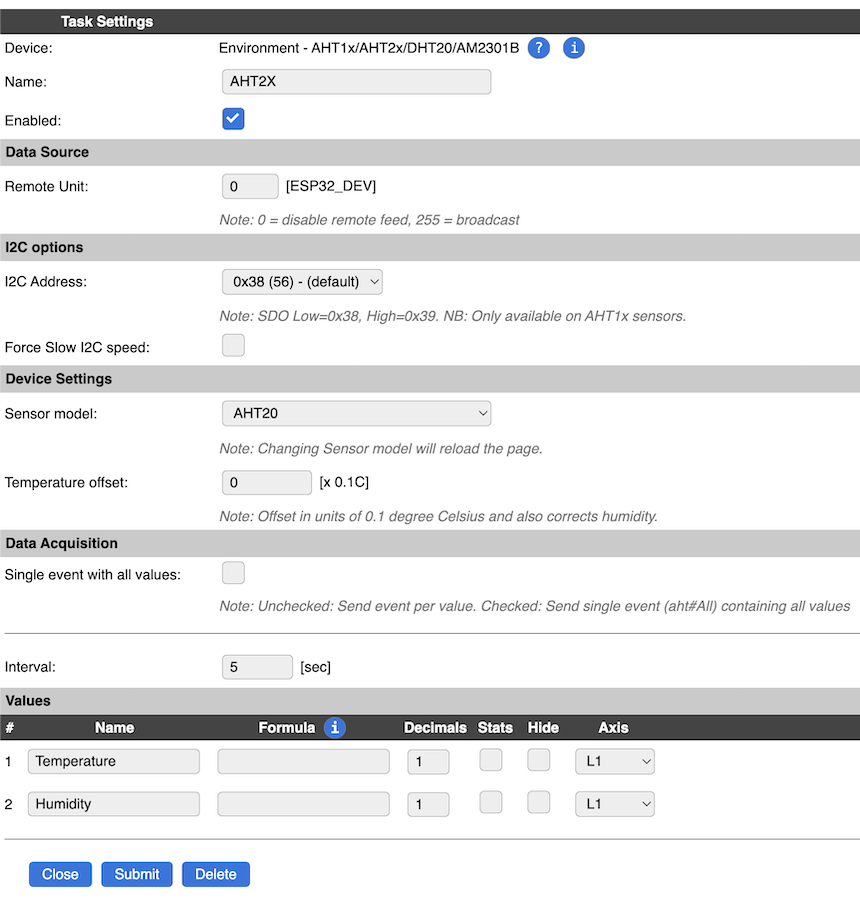 Task Settings
Device: Environment - AHT1x/AHT2x/DHT20/AM2301B ? i
Name: AHT2X
Enabled:
Data Source
Remote Unit: 0 [ESP32_DEV]
Note: 0 = disable remote feed, 255 = broadcast
I2C options
I2C Address: 0x38 (56) - (default)
Note: SDO Low=0x38, High=0x39. NB: Only available on AHT1x sensors.
Force Slow I2C speed:
Device Settings
Sensor model: AHT20
Note: Changing Sensor model will reload the page.
Temperature offset: 0 [x 0.1C]
Note: Offset in units of 0.1 degree Celsius and also corrects humidity.
Data Acquisition
Single event with all values:
Note: Unchecked: Send event per value. Checked: Send single event (aht#All) containing all values
Interval: 5 [sec]
Values
# Name Formula i Decimals Stats Hide Axis
1 Temperature 1 L1
2 Humidity 1 L1
Close Submit Delete